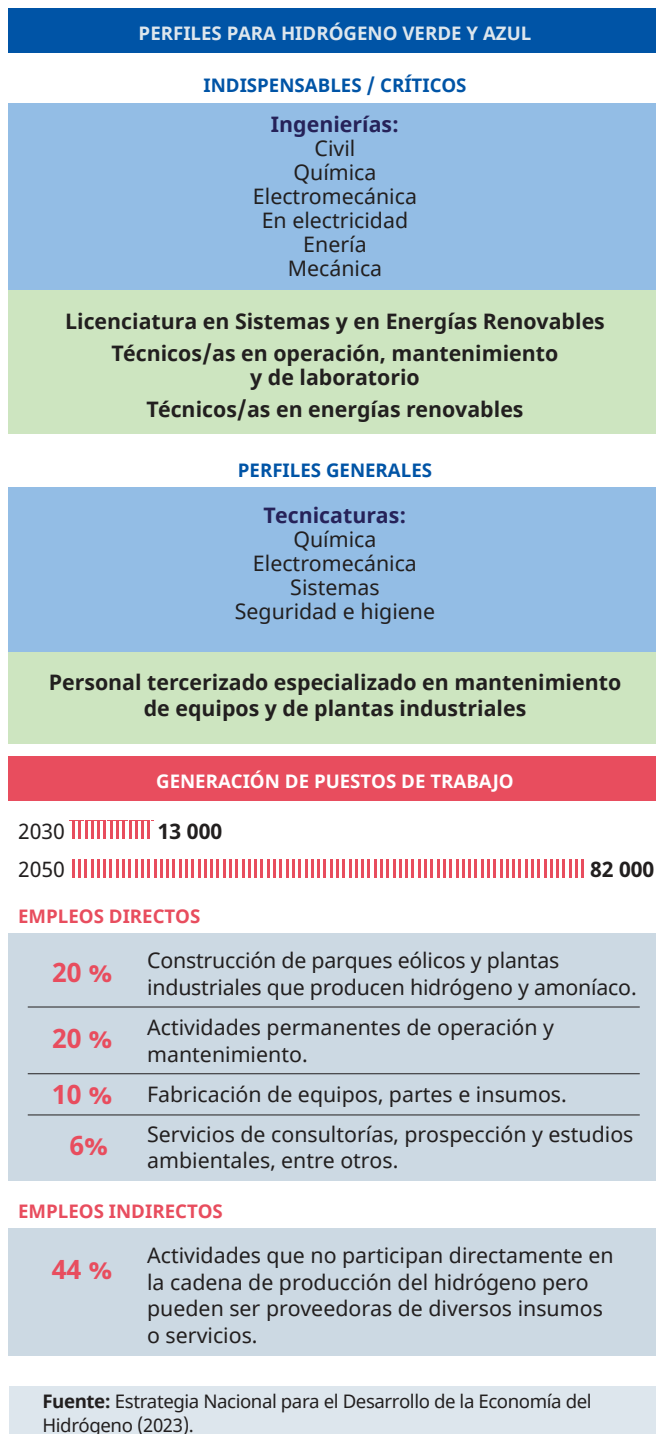 PERFILES PARA HIDRÓGENO VERDE Y AZUL
INDISPENSABLES / CRÍTICOS
Ingenierías:
Civil
Química
Electromecánica
En electricidad
Enería
Mecánica
Licenciatura en Sistemas y en Energías Renovables
Técnicos/as en operación, mantenimiento
y de laboratorio
Técnicos/as en energías renovables
PERFILES GENERALES
Tecnicaturas:
Química
Electromecánica
Sistemas
Seguridad e higiene
Personal tercerizado especializado en mantenimiento
de equipos y de plantas industriales
GENERACIÓN DE PUESTOS DE TRABAJO
2030 13 000
2050 82 000
EMPLEOS DIRECTOS
20 % Construcción de parques eólicos y plantas
industriales que producen hidrógeno y amoníaco.
20 % Actividades permanentes de operación y
mantenimiento.
10 % Fabricación de equipos, partes e insumos.
6% Servicios de consultorías, prospección y estudios
ambientales, entre otros.
EMPLEOS INDIRECTOS
44 % Actividades que no participan directamente en
la cadena de producción del hidrógeno pero
pueden ser proveedoras de diversos insumos
o servicios.
Fuente: Estrategia Nacional para el Desarrollo de la Economía del
Hidrógeno (2023).